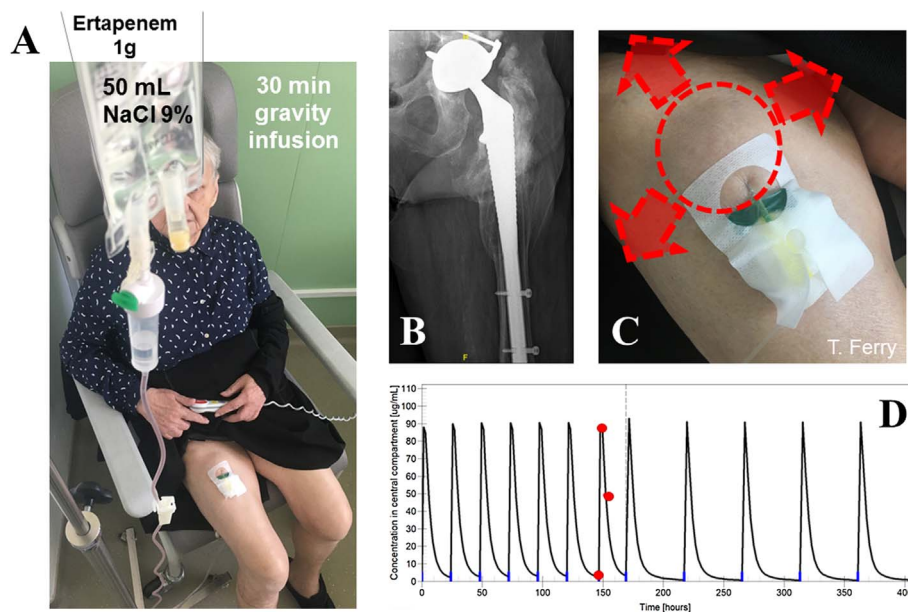 A
Ertapenem
1g
50 mL
NaCl 9%
30 min
gravity
infusion
B
F
C
T. Ferry
D
Concentration in central compartment [ug/mL]
110
100
90
80
70
60
50
40
30
20
10
0
0 50 100 150 200 250 300 350 400
Time [hours]